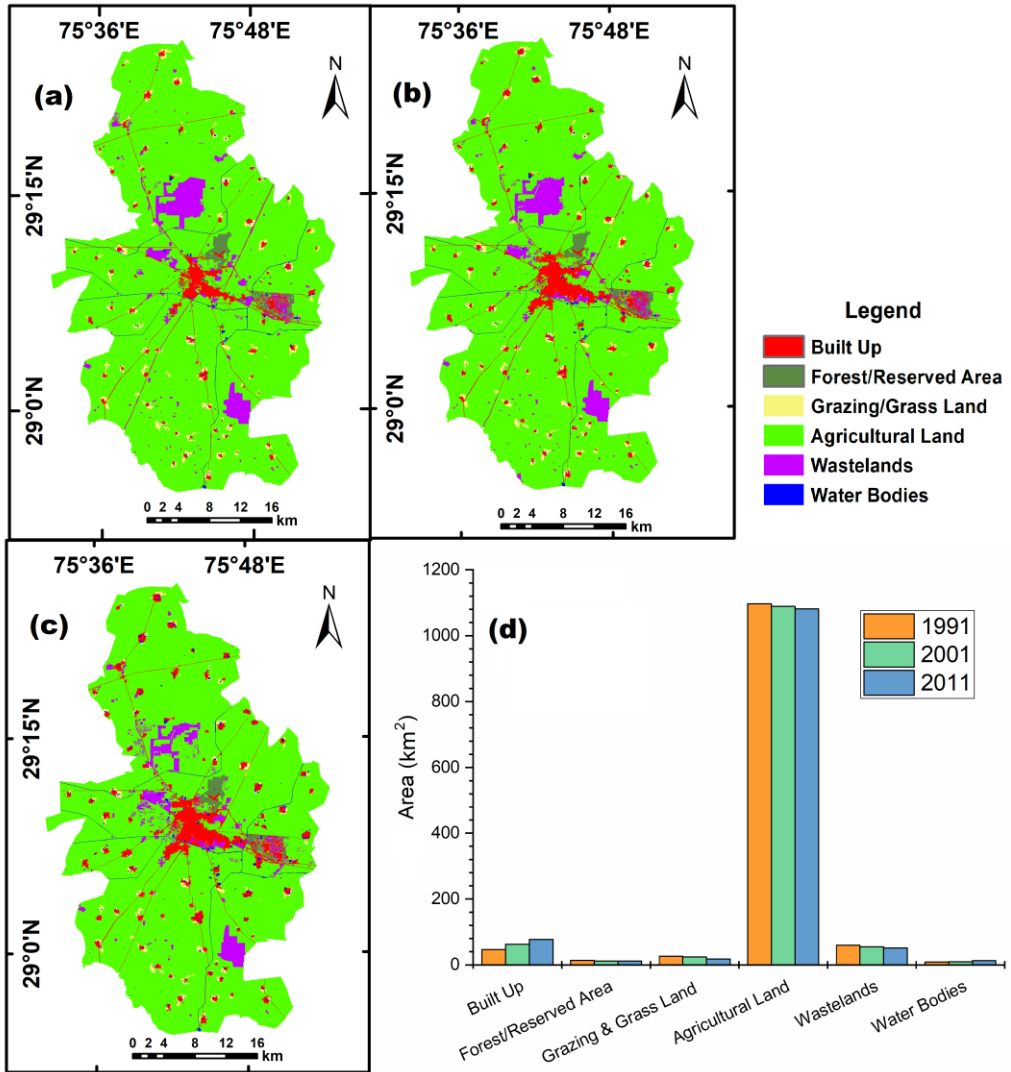 75°36'E 75°48'E
(a)
N
29°15'N
29°0'N
0 2 4 8 12 16
km
75°36'E 75°48'E
(b)
N
29°15'N
29°0'N
0 2 4 8 12 16
km
Legend
Built Up
Forest/Reserved Area
Grazing/Grass Land
Agricultural Land
Wastelands
Water Bodies
75°36'E 75°48'E
(c)
N
29°15'N
29°0'N
0 2 4 8 12 16
km
(d)
1200
1000
800
600
400
200
0
Area (km²)
1991
2001
2011
Built Up
Forest/Reserved Area
Grazing & Grass Land
Agricultural Land
Wastelands
Water Bodies